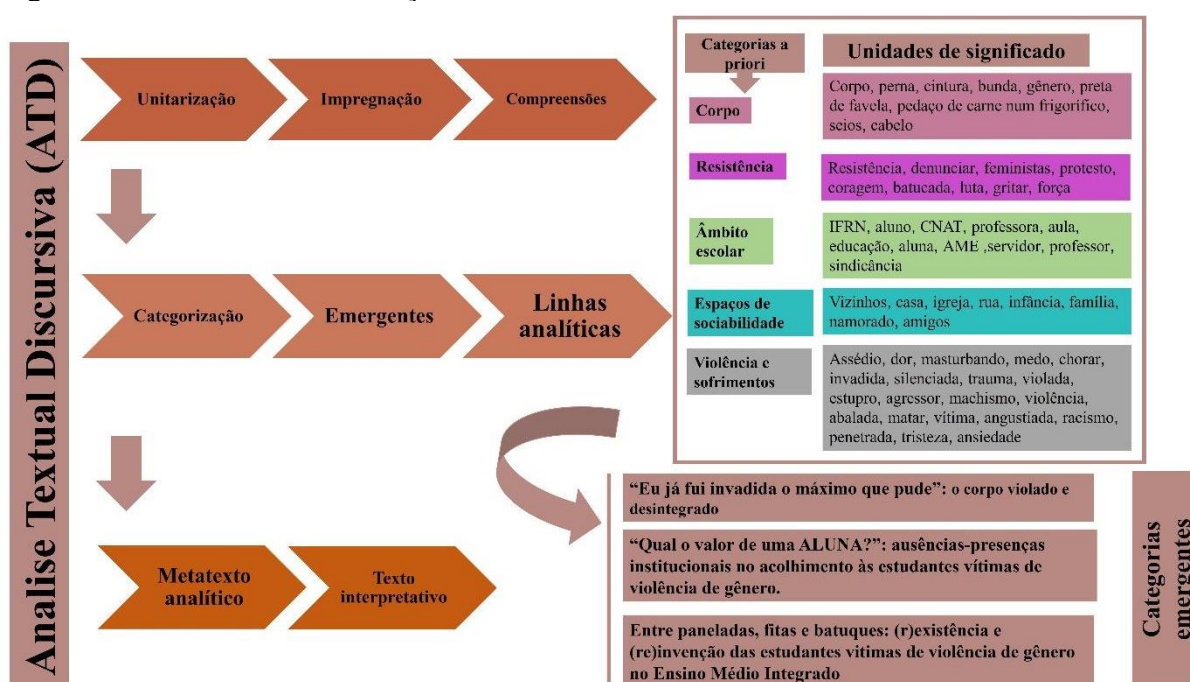 Analise Textual Discursiva (ATD)
Unitarização
Impregnação
Compreensões
Categorização
Emergentes
Linhas
analíticas
Metatexto
analítico
Texto
interpretativo
Categorias a
priori
Unidades de significado
Corpo
Corpo, perna, cintura, bunda, gênero, preta
de favela, pedaço de carne num frigorífico,
seios, cabelo
Resistência
Resistência, denunciar, feministas, protesto,
coragem, batucada, luta, gritar, força
Âmbito
escolar
IFRN, aluno, CNAT, professora, aula,
educação, aluna, AME ,servidor, professor,
sindicância
Espaços de
sociabilidade
Vizinhos, casa, igreja, rua, infância, família,
namorado, amigos
Violência e
sofrimentos
Assédio, dor, masturbando, medo, chorar,
invadida, silenciada, trauma, violada,
estupro, agressor, machismo, violência,
abalada, matar, vítima, angustiada, racismo,
penetrada, tristeza, ansiedade
“Eu já fui invadida o máximo que pude”: o corpo violado e
desintegrado
“Qual o valor de uma ALUNA?”: ausências-presenças
institucionais no acolhimento às estudantes vítimas de
violência de gênero.
Entre paneladas, fitas e batuques: (r)existência e
(re)invenção das estudantes vitimas de violência de gênero
no Ensino Médio Integrado
Categorias
emergentes